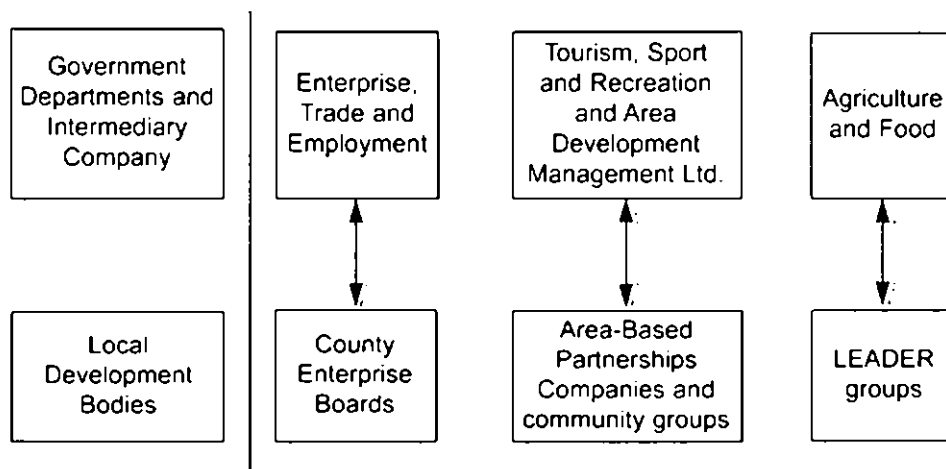 Government
Departments and
Intermediary
Company
Enterprise,
Trade and
Employment
Tourism, Sport
and Recreation
and Area
Development
Management Ltd.
Agriculture
and Food
Local
Development
Bodies
County
Enterprise
Boards
Area-Based
Partnerships
Companies and
community groups
LEADER
groups